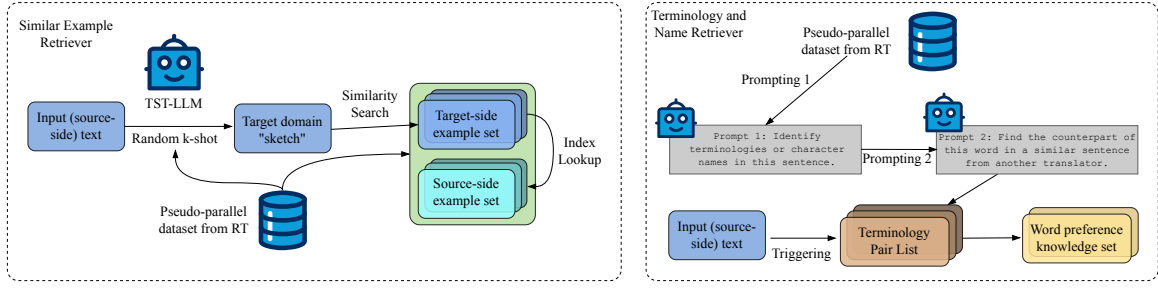 Similar Example
Retriever
TST-LLM
Input (source-
side) text
Random k-shot
Target domain
"sketch"
Similarity
Search
Target-side
example set
Index
Lookup
Source-side
example set
Pseudo-parallel
dataset from RT
Terminology and
Name Retriever
Pseudo-parallel
dataset from RT
Prompting 1
Prompt 1: Identify
terminologies or character
names in this sentence.
Prompting 2
Prompt 2: Find the counterpart of
this word in a similar sentence
from another translator.
Input (source-
side) text
Triggering
Terminology
Pair List
Word preference
knowledge set